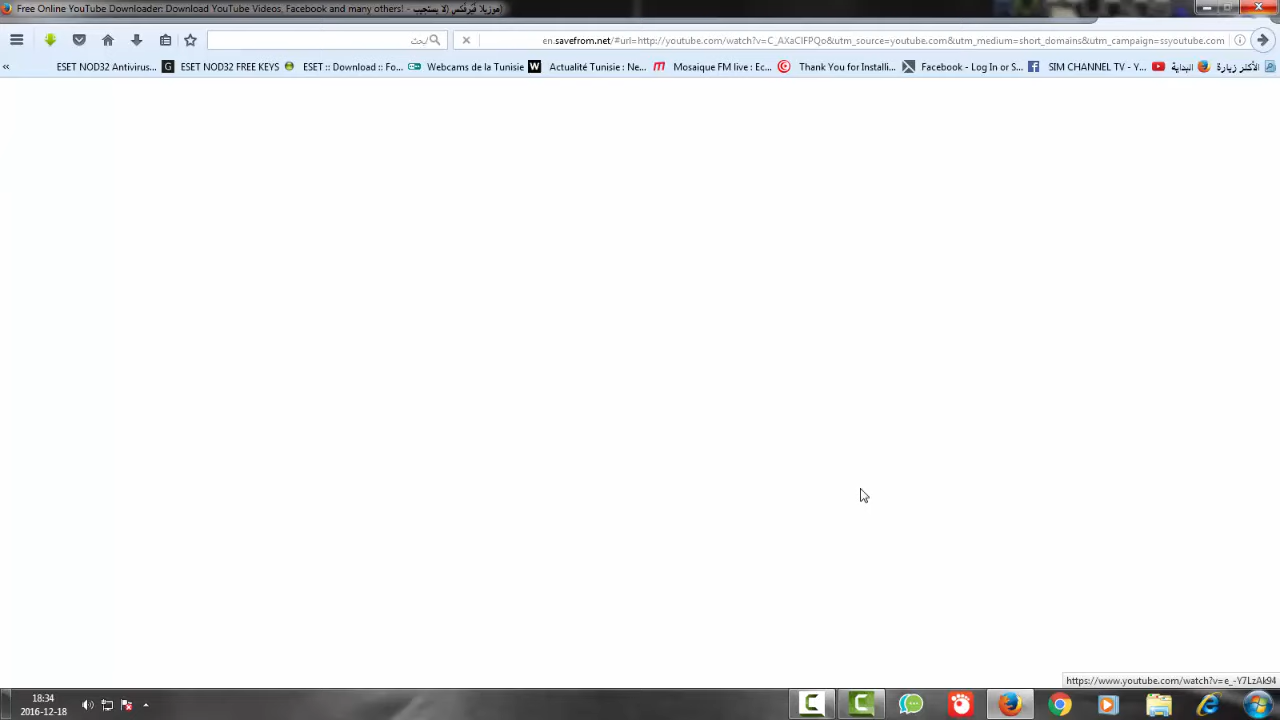 Free Online YouTube Downloader: Download YouTube Videos, Facebook and many others! - موزيلا فَيَرفُكس (لا يستجيب)
ابحث
en.savefrom.net/#url=http://youtube.com/watch?v=C_AXaClFPQo&utm_source=youtube.com&utm_medium=short_domains&utm_campaign=ssyoutube.com
« ESET NOD32 Antivirus... ESET NOD32 FREE KEYS ESET :: Download :: Fo... Webcams de la Tunisie Actualité Tunisie : Ne... Mosaique FM live : Ec... Thank You for Installi... Facebook - Log In or S... SIM CHANNEL TV - Y... البداية الأكثر زيارة
https://www.youtube.com/watch?v=e_-Y7LzAk94
18:34
2016-12-18